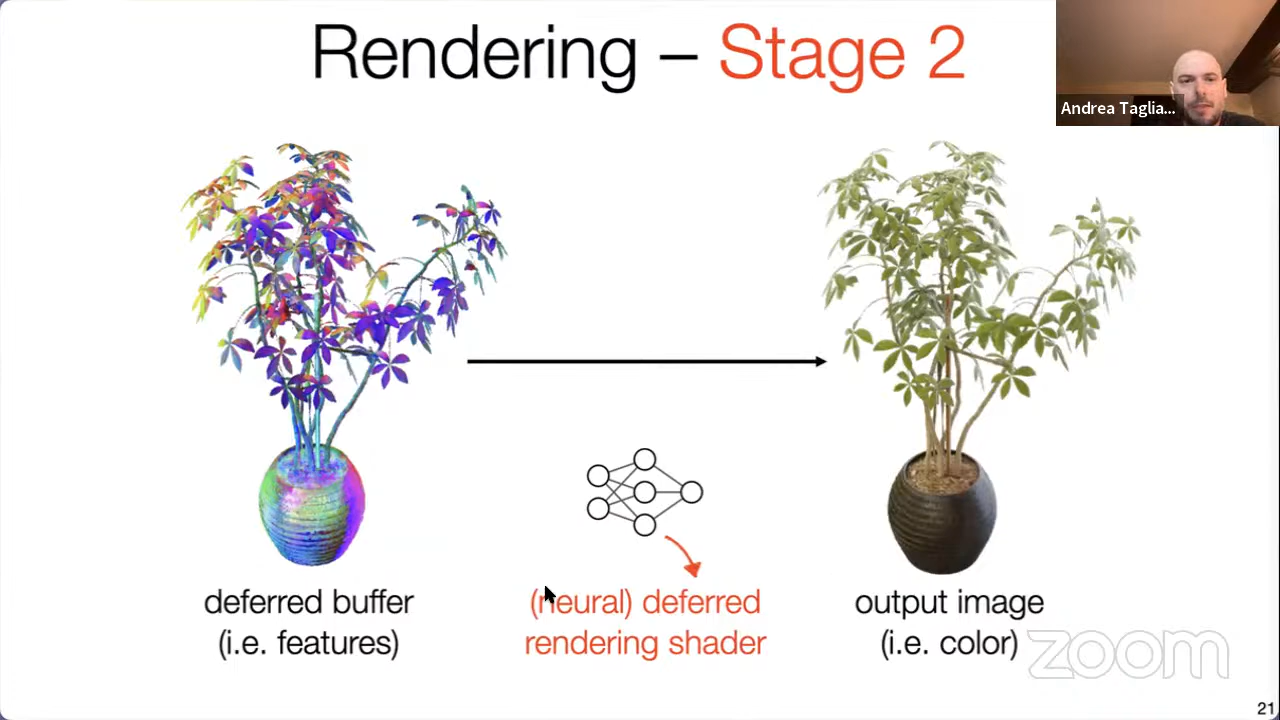 Rendering – Stage 2
Andrea Taglia...
deferred buffer
(i.e. features)
(neural) deferred
rendering shader
output image
(i.e. color)
zoom
21